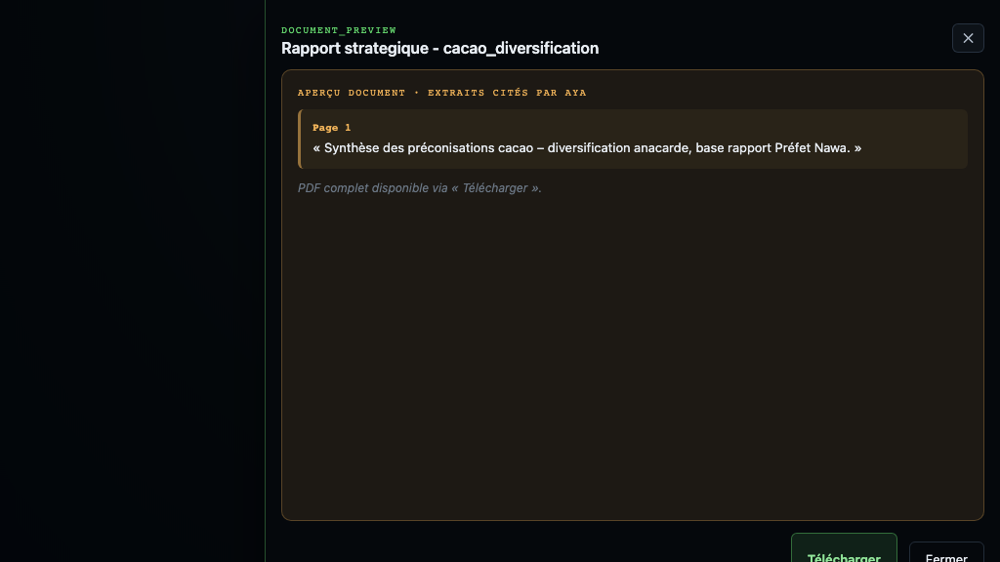 DOCUMENT_PREVIEW
Rapport strategique - cacao_diversification
APERÇU DOCUMENT · EXTRAITS CITÉS PAR AYA
Page 1
« Synthèse des préconisations cacao – diversification anacarde, base rapport Préfet Nawa. »
PDF complet disponible via « Télécharger ».
Télécharger
Fermer